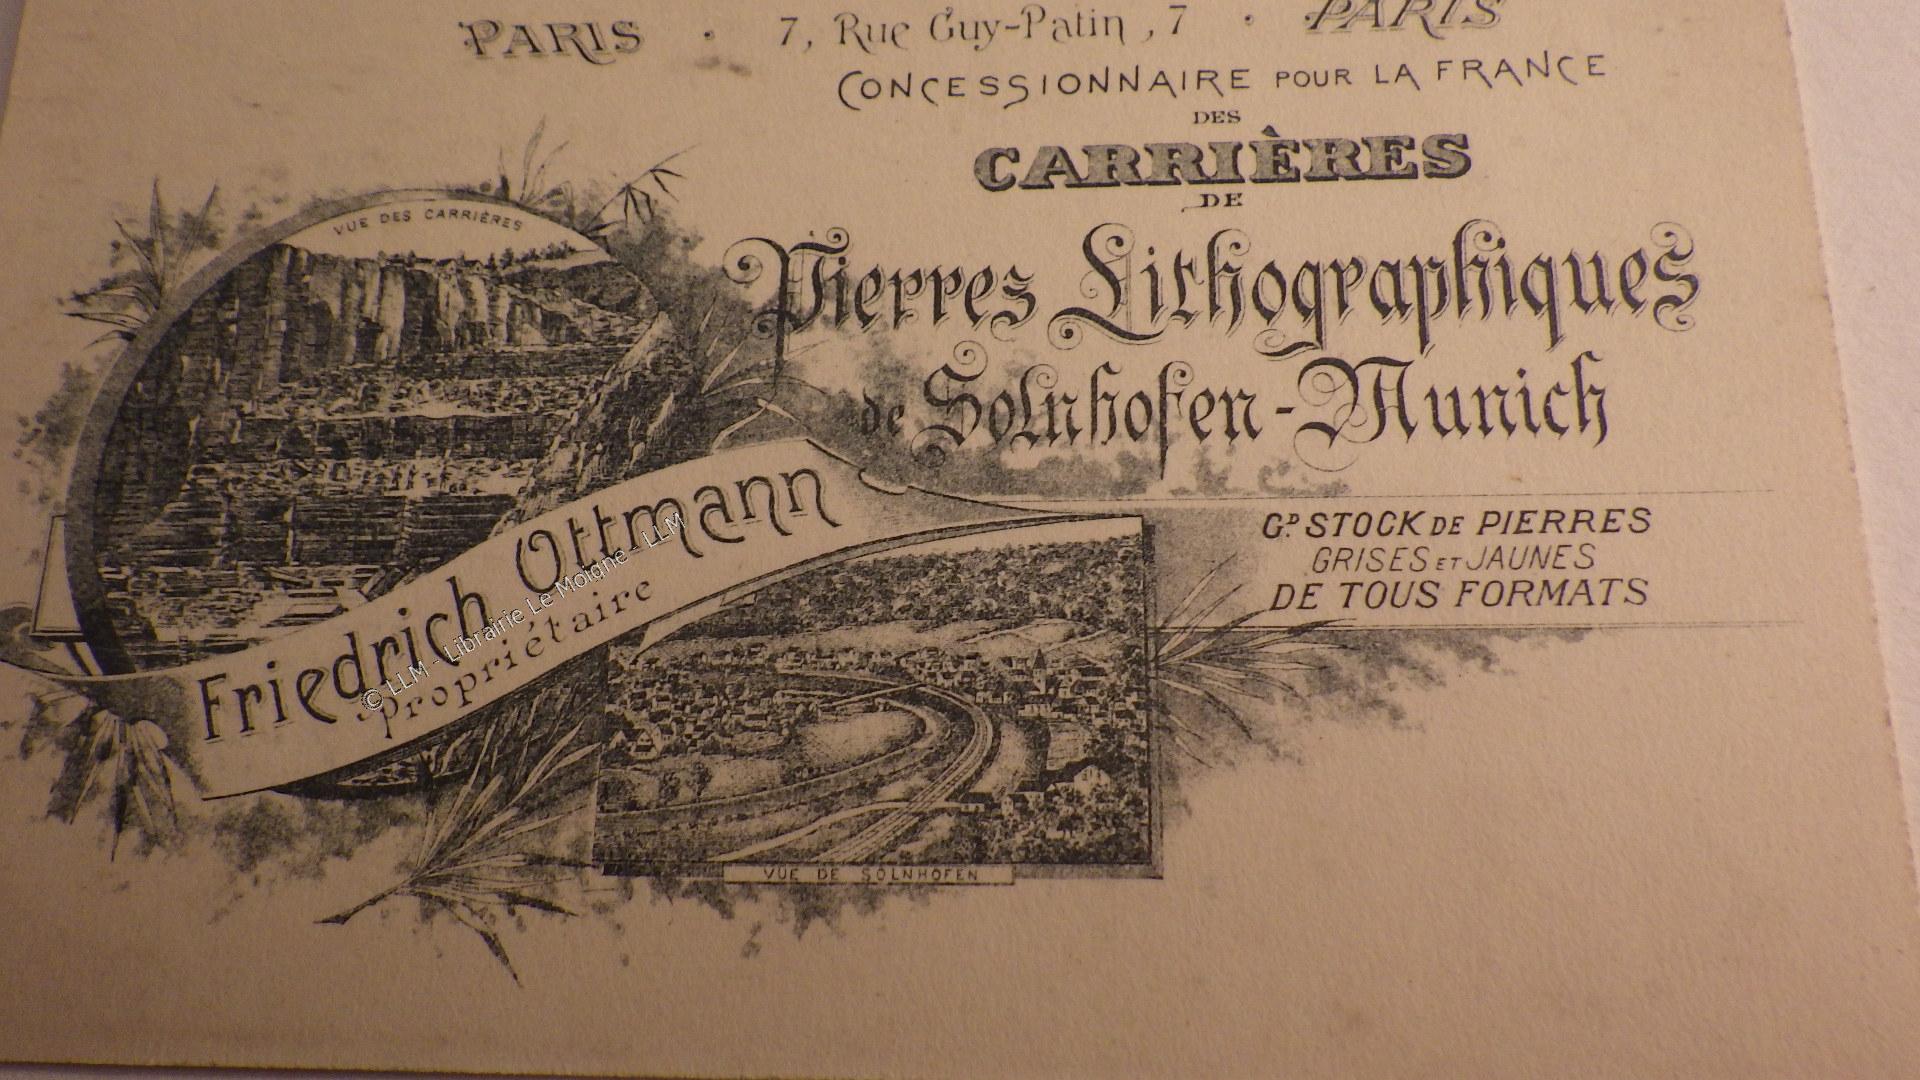 PARIS · 7, Rue Guy-Patin, 7 · PARIS
CONCESSIONNAIRE POUR LA FRANCE
DES
CARRIÈRES
DE
Pierres Lithographiques
de Solnhofen-Munich
VUE DES CARRIÈRES
Friedrich Ottmann
propriétaire
© LLM - Librairie Le Moigne - LLM
GD STOCK DE PIERRES
GRISES ET JAUNES
DE TOUS FORMATS
VUE DE SOLNHOFEN